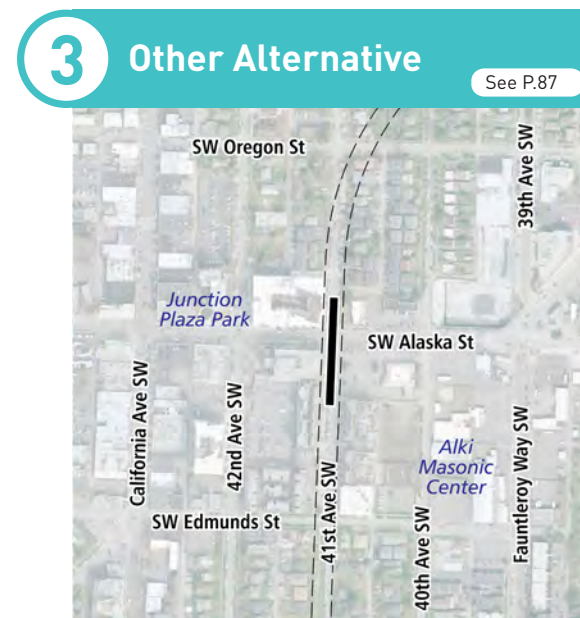 3
Other Alternative
See P.87
SW Oregon St
39th Ave SW
Junction
Plaza Park
SW Alaska St
California Ave SW
42nd Ave SW
41st Ave SW
Alki
Masonic
Center
Fauntleroy Way SW
SW Edmunds St
40th Ave SW